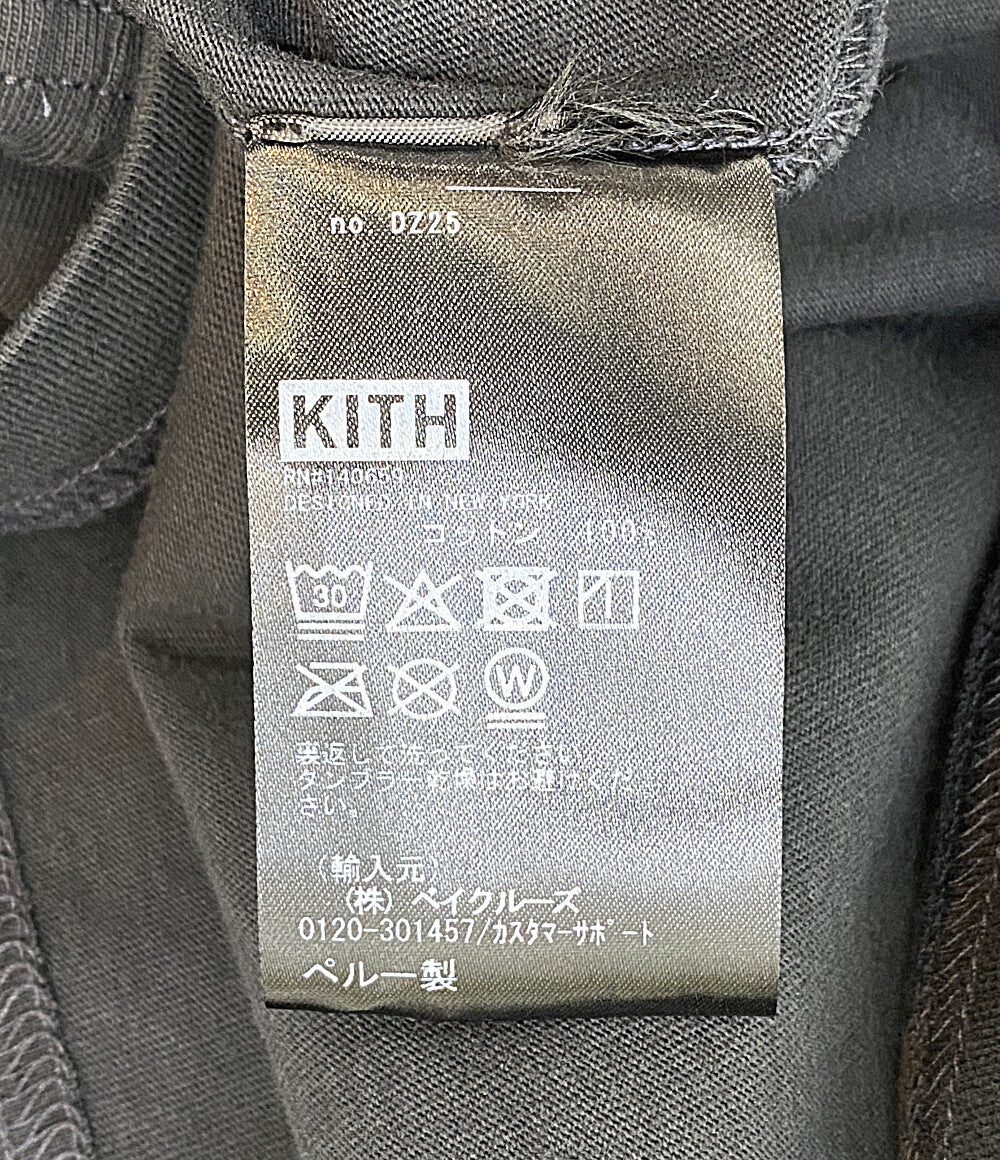 no DZ25
KITH
RN#140659
DESIGNED IN NEW YORK
コットン 100%
30
W
裏返して洗ってください
タンブラー乾燥はお避けくだ
さい。
(輸入元)
(株) ベイクルーズ
0120-301457/カスタマーサポート
ペルー製